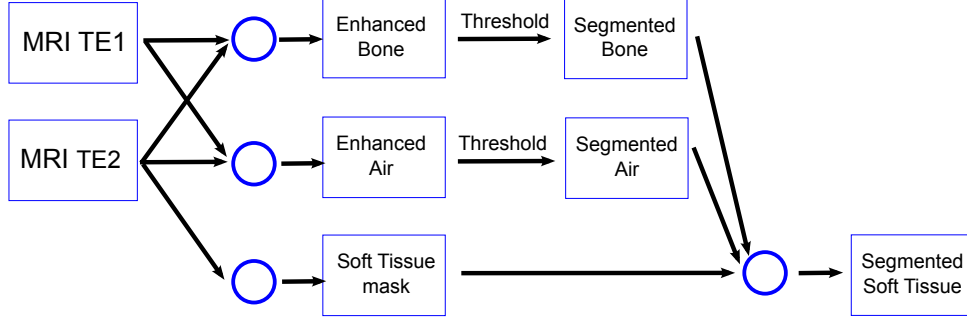 MRI TE1
MRI TE2
Enhanced
Bone
Threshold
Segmented
Bone
Enhanced
Air
Threshold
Segmented
Air
Soft Tissue
mask
Segmented
Soft Tissue